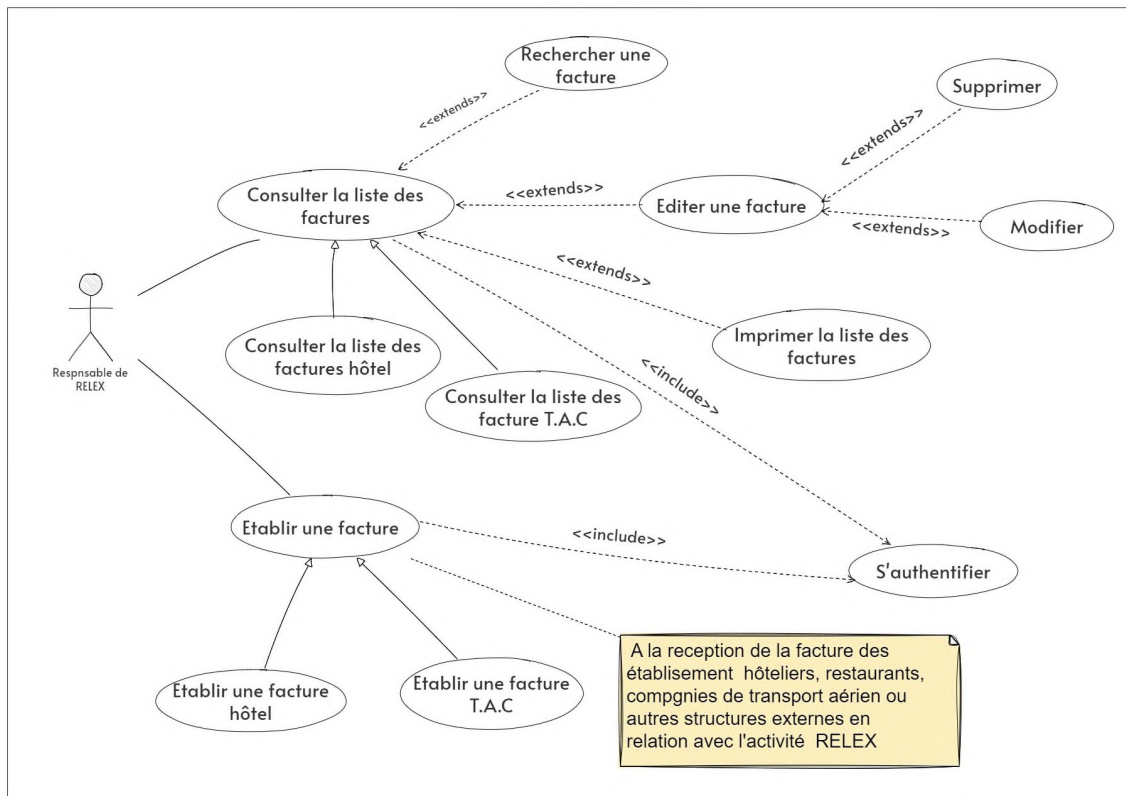 Rechercher une
facture
Supprimer
<<extends>>
<<extends>>
Consulter la liste des
factures
<<extends>>
Editer une facture
Modifier
<<extends>>
<<extends>>
Imprimer la liste des
factures
Consulter la liste des
factures hôtel
Respnsable de
RELEX
<<include>>
Consulter la liste des
facture T.A.C
Etablir une facture
<<include>>
S'authentifier
A la reception de la facture des
établisement hôteliers, restaurants,
compgnies de transport aérien ou
autres structures externes en
relation avec l'activité RELEX
Etablir une facture
hôtel
Etablir une facture
T.A.C